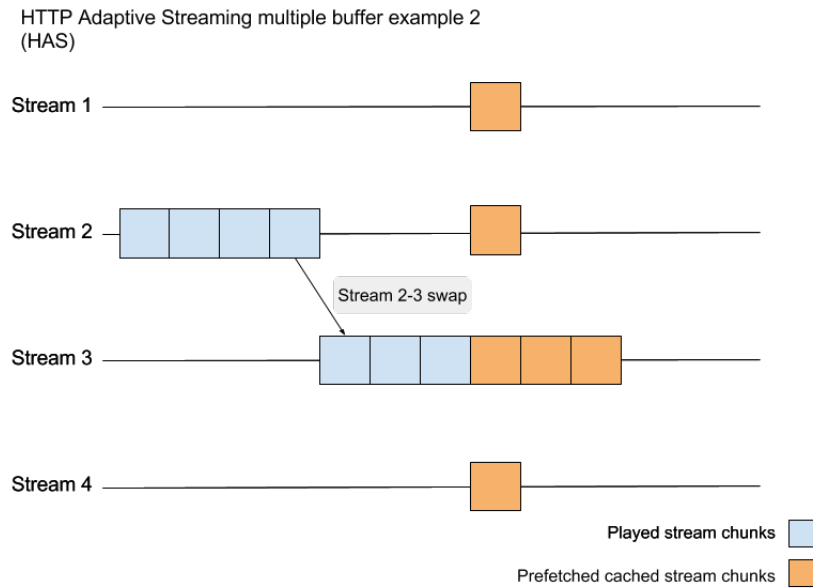 HTTP Adaptive Streaming multiple buffer example 2
(HAS)
Stream 1
Stream 2
Stream 2-3 swap
Stream 3
Stream 4
Played stream chunks
Prefetched cached stream chunks